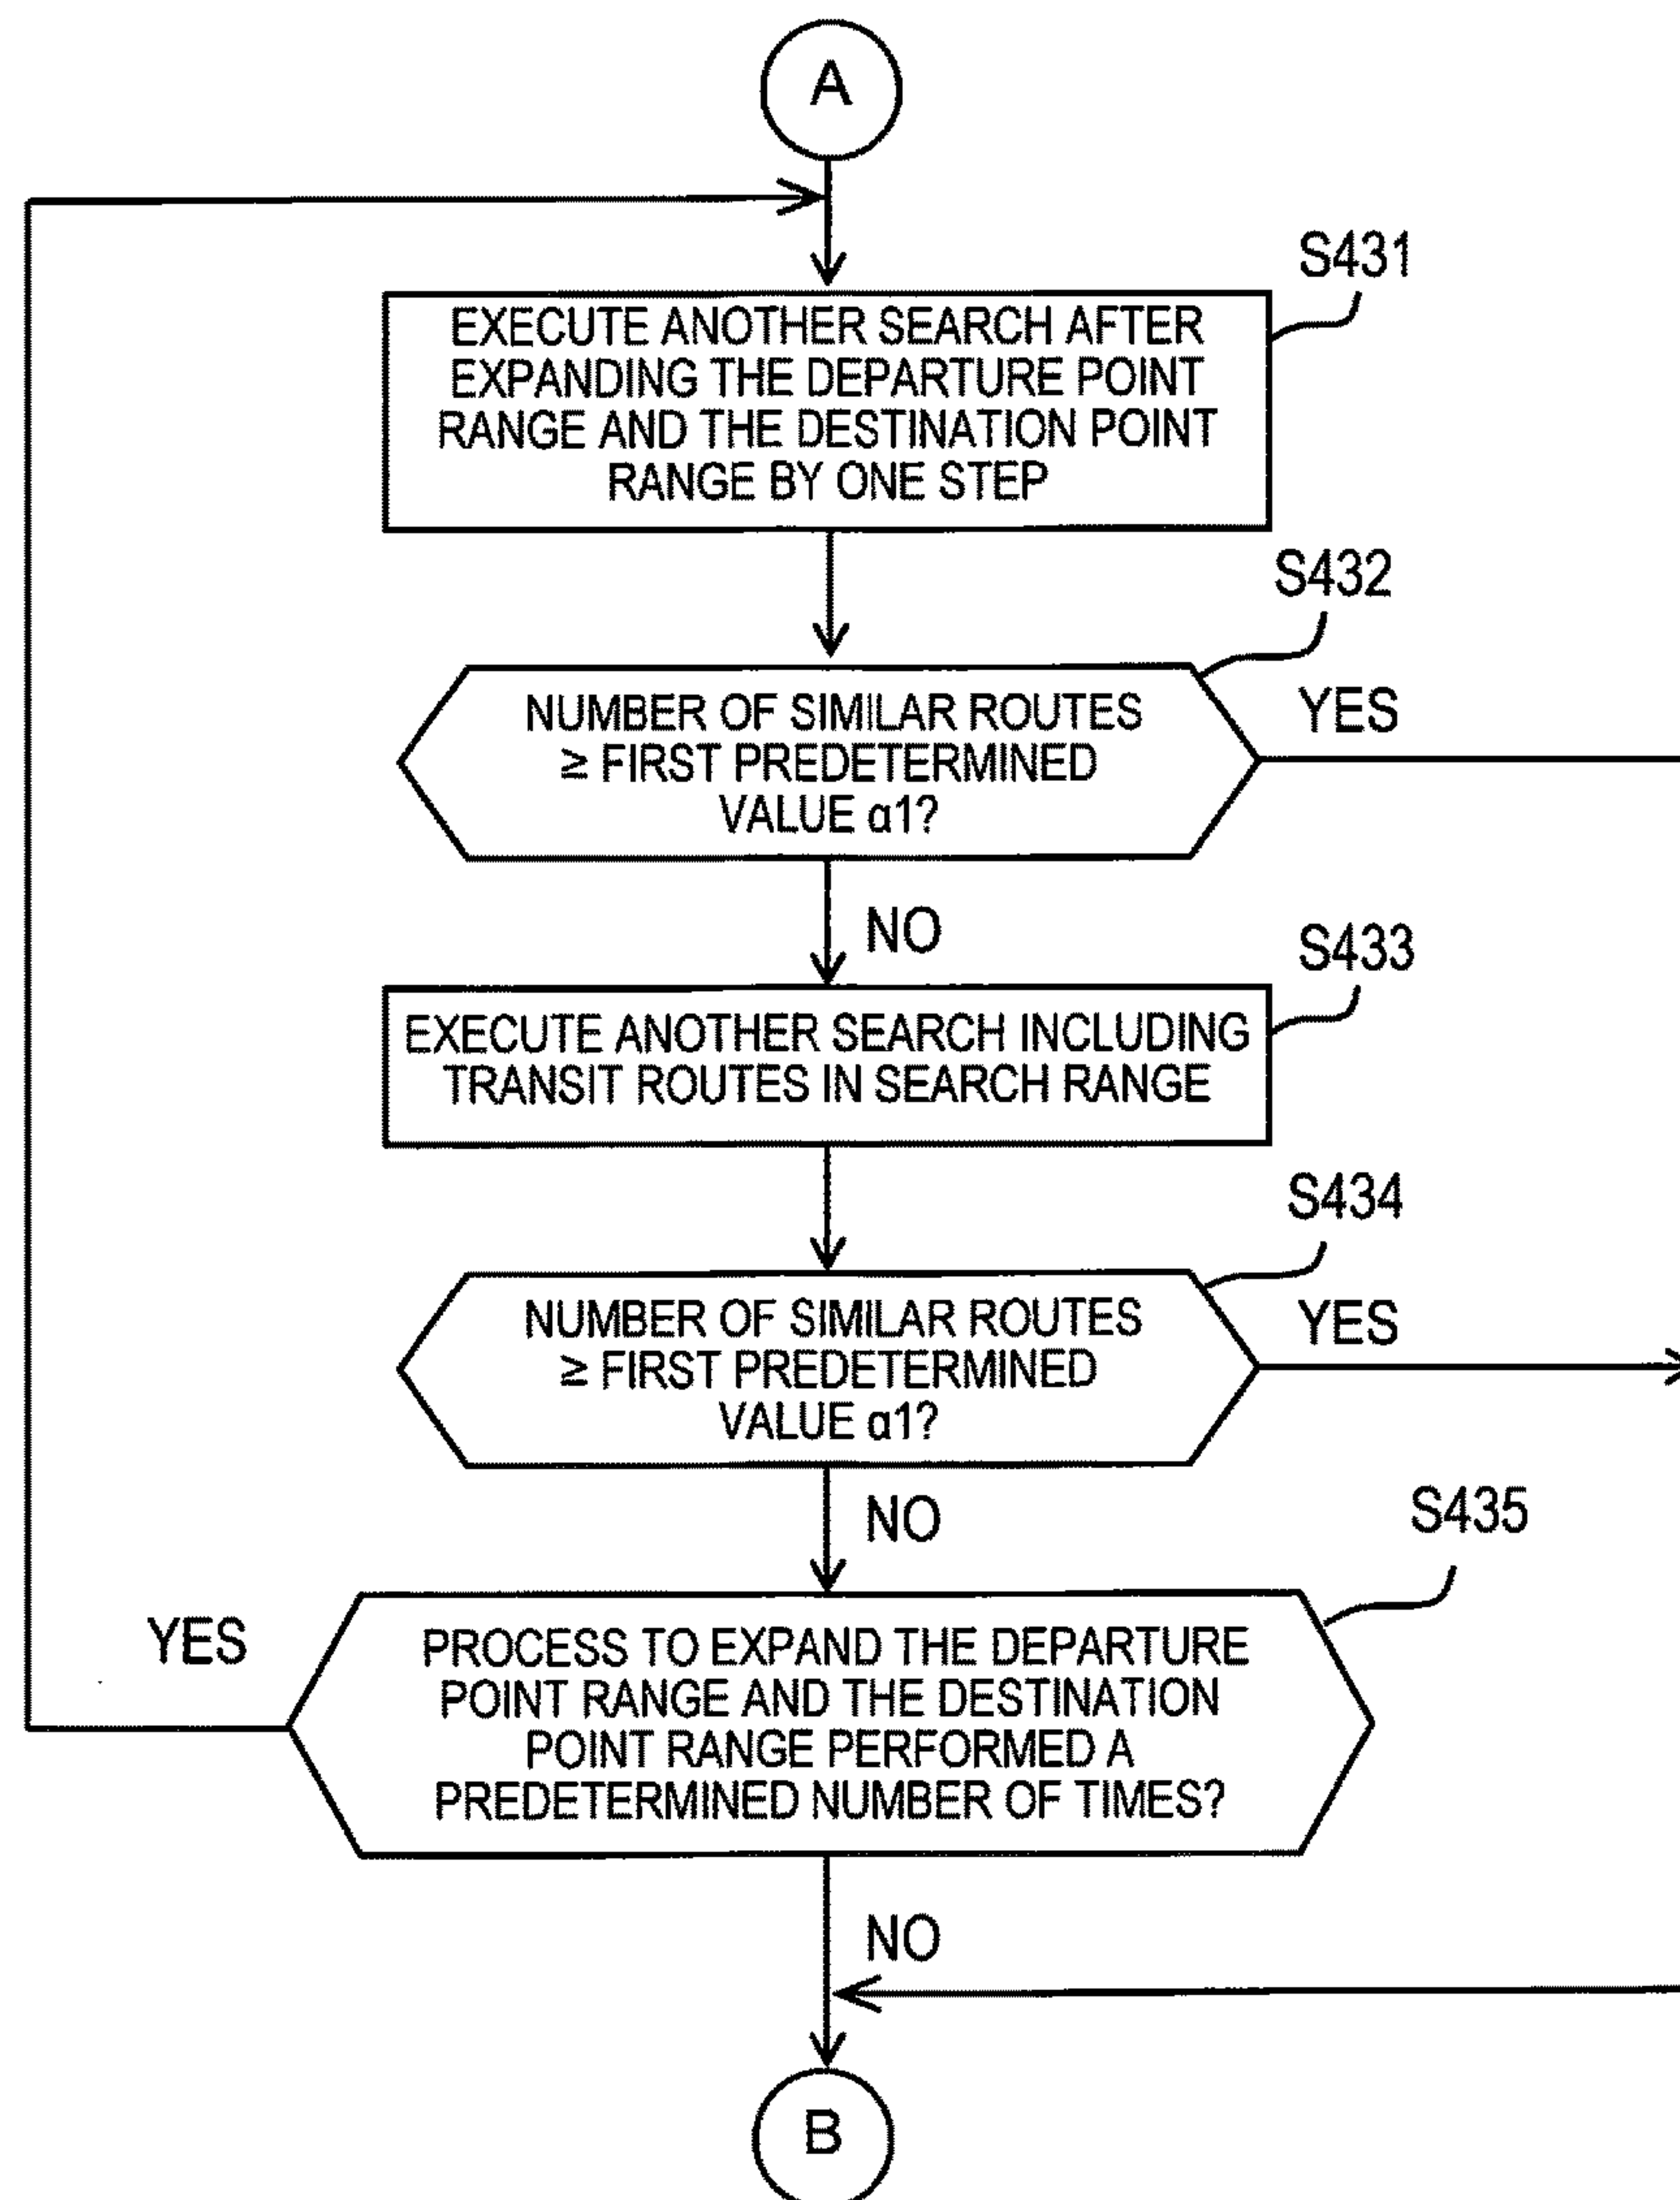 A
S431
EXECUTE ANOTHER SEARCH AFTER
EXPANDING THE DEPARTURE POINT
RANGE AND THE DESTINATION POINT
RANGE BY ONE STEP
S432
NUMBER OF SIMILAR ROUTES
≥ FIRST PREDETERMINED
VALUE α1?
YES
NO
S433
EXECUTE ANOTHER SEARCH INCLUDING
TRANSIT ROUTES IN SEARCH RANGE
S434
NUMBER OF SIMILAR ROUTES
≥ FIRST PREDETERMINED
VALUE α1?
YES
NO
S435
YES
PROCESS TO EXPAND THE DEPARTURE
POINT RANGE AND THE DESTINATION
POINT RANGE PERFORMED A
PREDETERMINED NUMBER OF TIMES?
NO
B